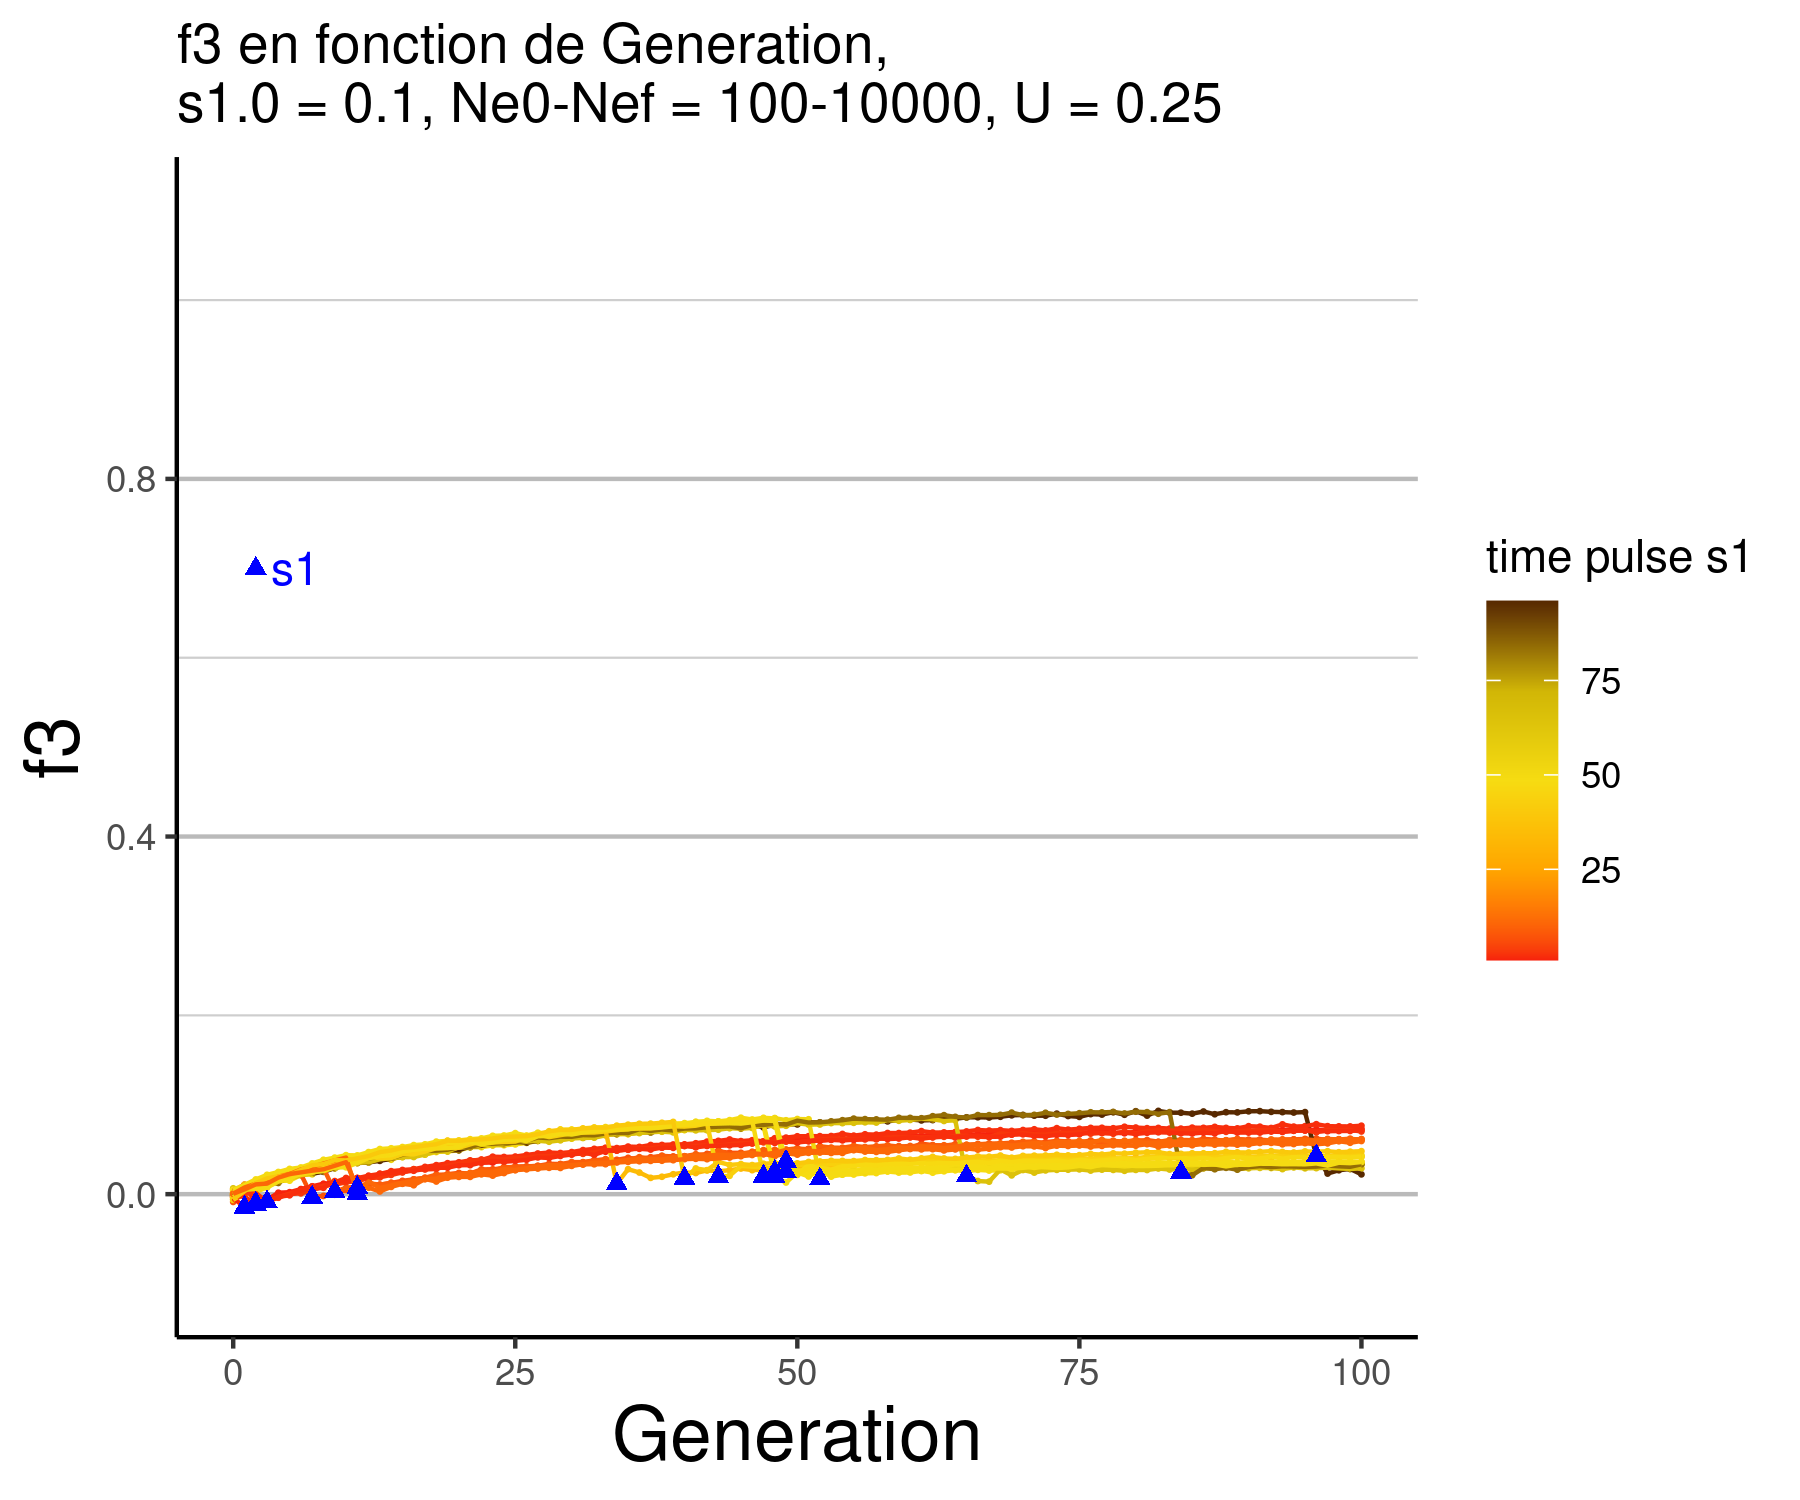 f3 en fonction de Generation,
s1.0 = 0.1, Ne0-Nef = 100-10000, U = 0.25
0.8
s1
0.4
0.0
f3
0 25 50 75 100
Generation
time pulse s1
75
50
25